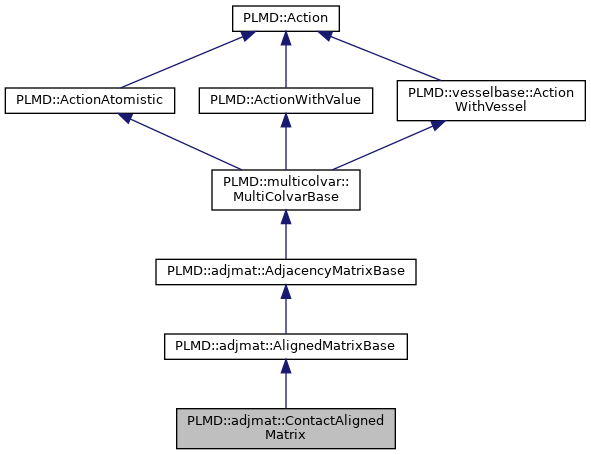 PLMD::Action
PLMD::ActionAtomistic
PLMD::ActionWithValue
PLMD::vesselbase::Action
WithVessel
PLMD::multicolvar::
MultiColvarBase
PLMD::adjmat::AdjacencyMatrixBase
PLMD::adjmat::AlignedMatrixBase
PLMD::adjmat::ContactAligned
Matrix